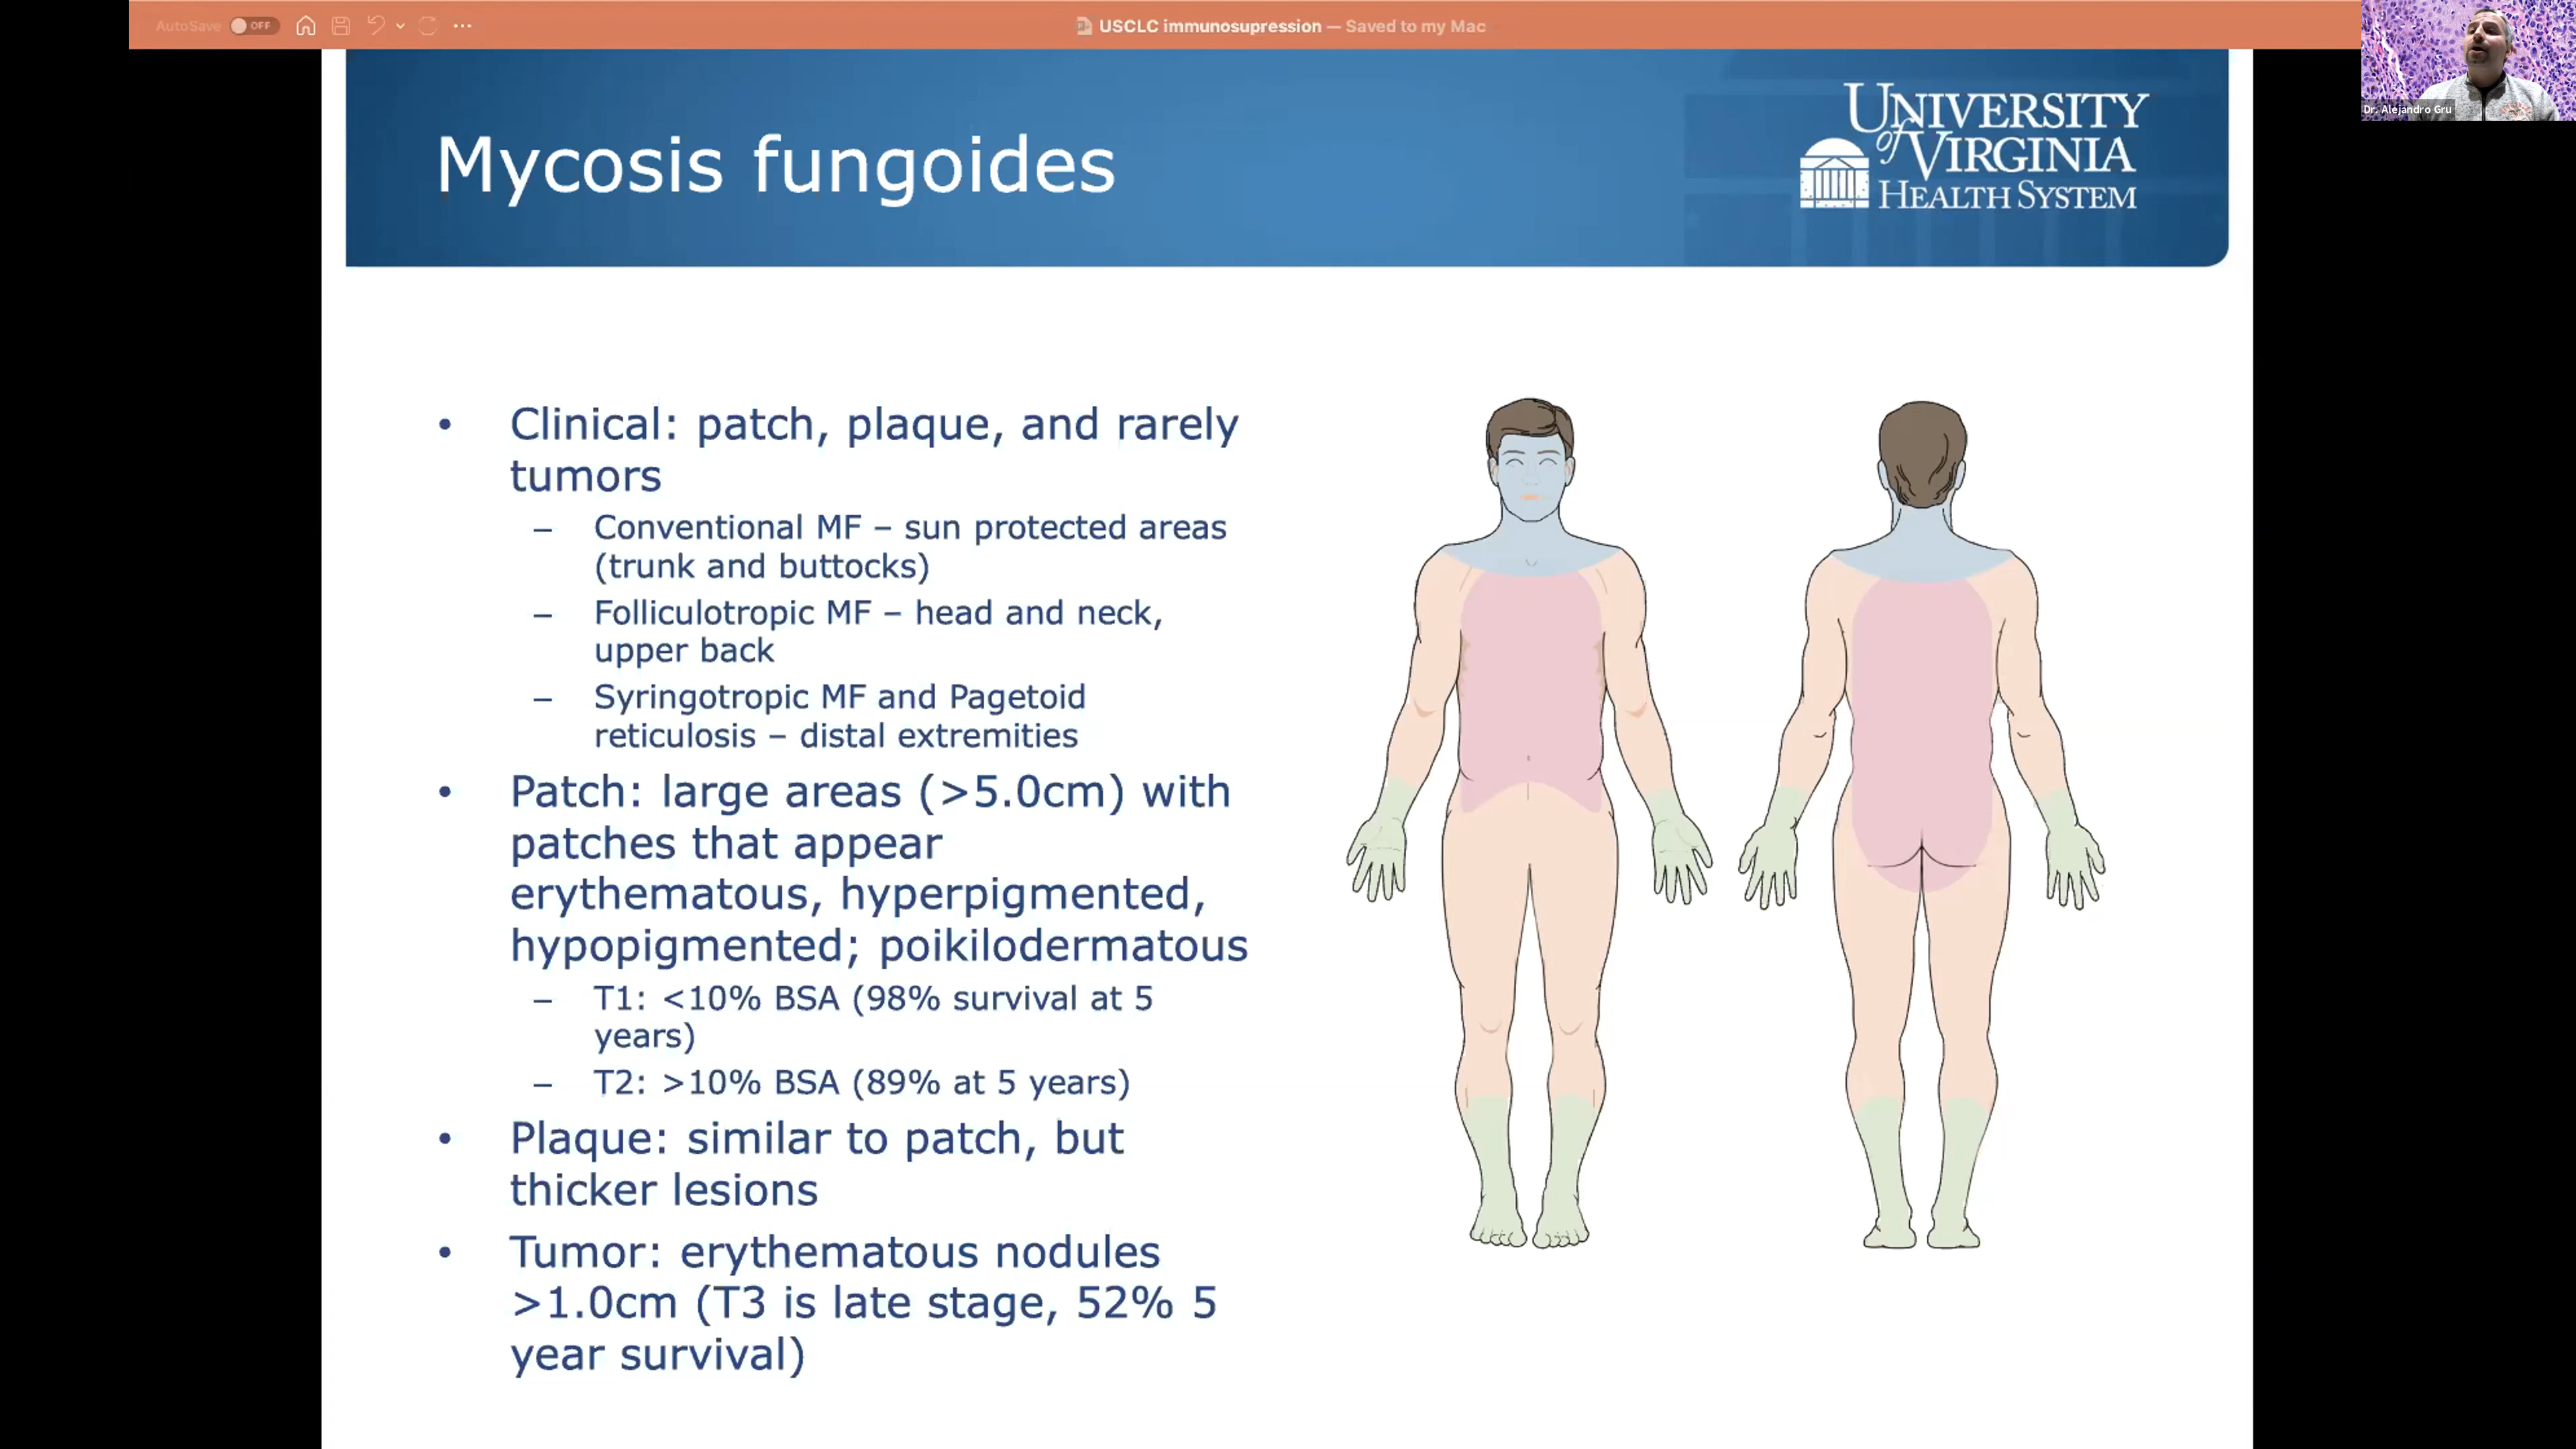 AutoSave OFF
USCLC immunosupression — Saved to my Mac
Dr. Alejandro Gru
Mycosis fungoides
UNIVERSITY
of VIRGINIA
HEALTH SYSTEM
• Clinical: patch, plaque, and rarely
tumors
– Conventional MF – sun protected areas
(trunk and buttocks)
– Folliculotropic MF – head and neck,
upper back
– Syringotropic MF and Pagetoid
reticulosis – distal extremities
• Patch: large areas (>5.0cm) with
patches that appear
erythematous, hyperpigmented,
hypopigmented; poikilodermatous
– T1: <10% BSA (98% survival at 5
years)
– T2: >10% BSA (89% at 5 years)
• Plaque: similar to patch, but
thicker lesions
• Tumor: erythematous nodules
>1.0cm (T3 is late stage, 52% 5
year survival)